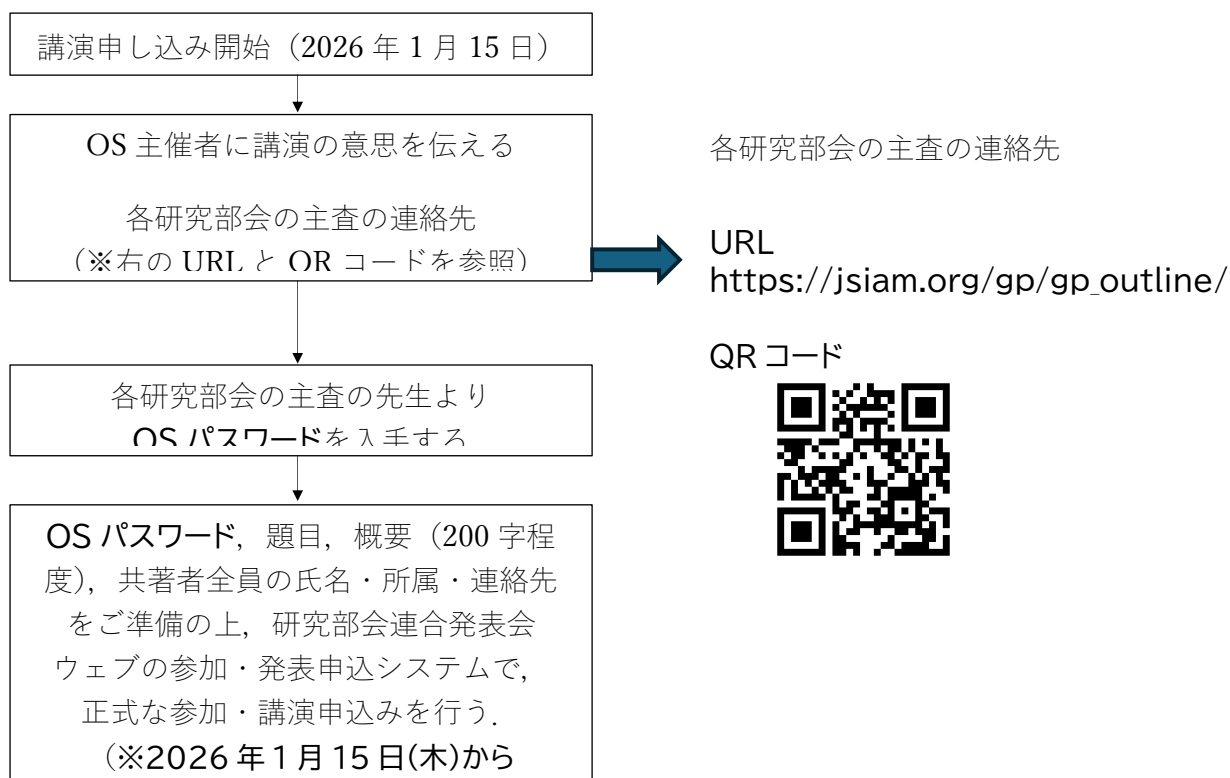 講演申し込み開始（2026 年 1 月 15 日）
OS 主催者に講演の意思を伝える
各研究部会の主査の連絡先
（※右の URL と QR コードを参照）
各研究部会の主査の先生より
OS パスワードを入手する
OS パスワード，題目，概要（200 字程
度），共著者全員の氏名・所属・連絡先
をご準備の上，研究部会連合発表会
ウェブの参加・発表申込システムで，
正式な参加・講演申込みを行う．
（※2026 年 1 月 15 日(木)から
各研究部会の主査の連絡先
URL
https://jsiam.org/gp/gp_outline/
QR コード